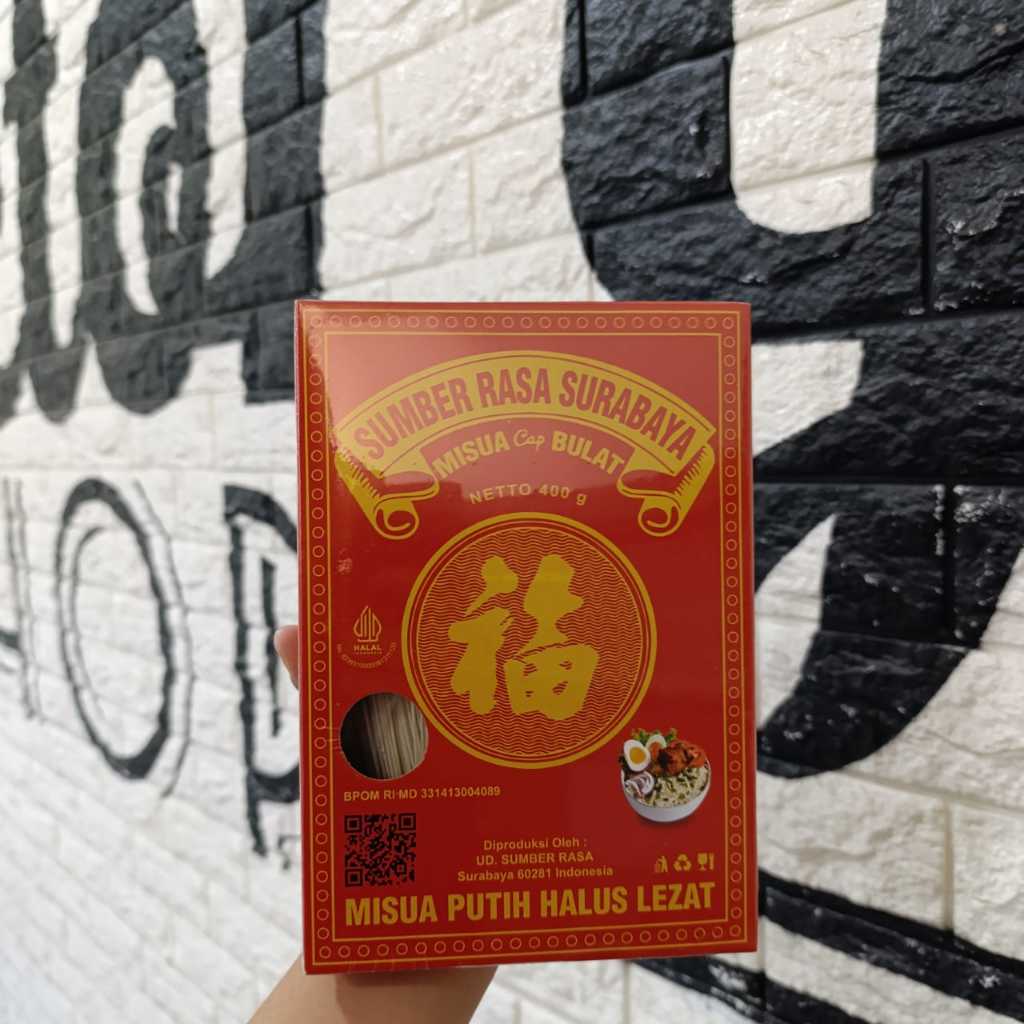 SUMBER RASA SURABAYA
MISUA Cap BULAT
NETTO 400 g
福
HALAL
INDONESIA
BPOM RI MD 331413004089
Diproduksi Oleh :
UD. SUMBER RASA
Surabaya 60281 Indonesia
MISUA PUTIH HALUS LEZAT